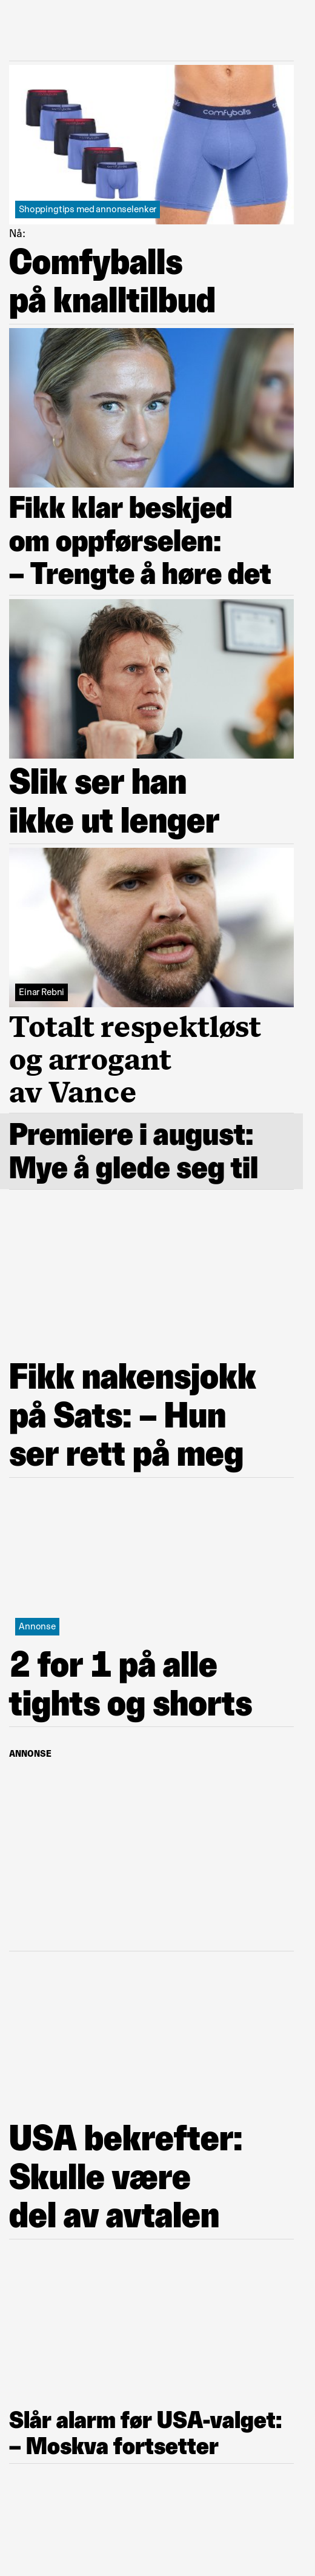 comfyballs
Shoppingtips med annonselenker
Nå:
Comfyballs
på knalltilbud
Fikk klar beskjed
om oppførselen:
– Trengte å høre det
Slik ser han
ikke ut lenger
Einar Rebni
Totalt respektløst
og arrogant
av Vance
Premiere i august:
Mye å glede seg til
Fikk nakensjokk
på Sats: – Hun
ser rett på meg
Annonse
2 for 1 på alle
tights og shorts
ANNONSE
USA bekrefter:
Skulle være
del av avtalen
Slår alarm før USA-valget:
– Moskva fortsetter